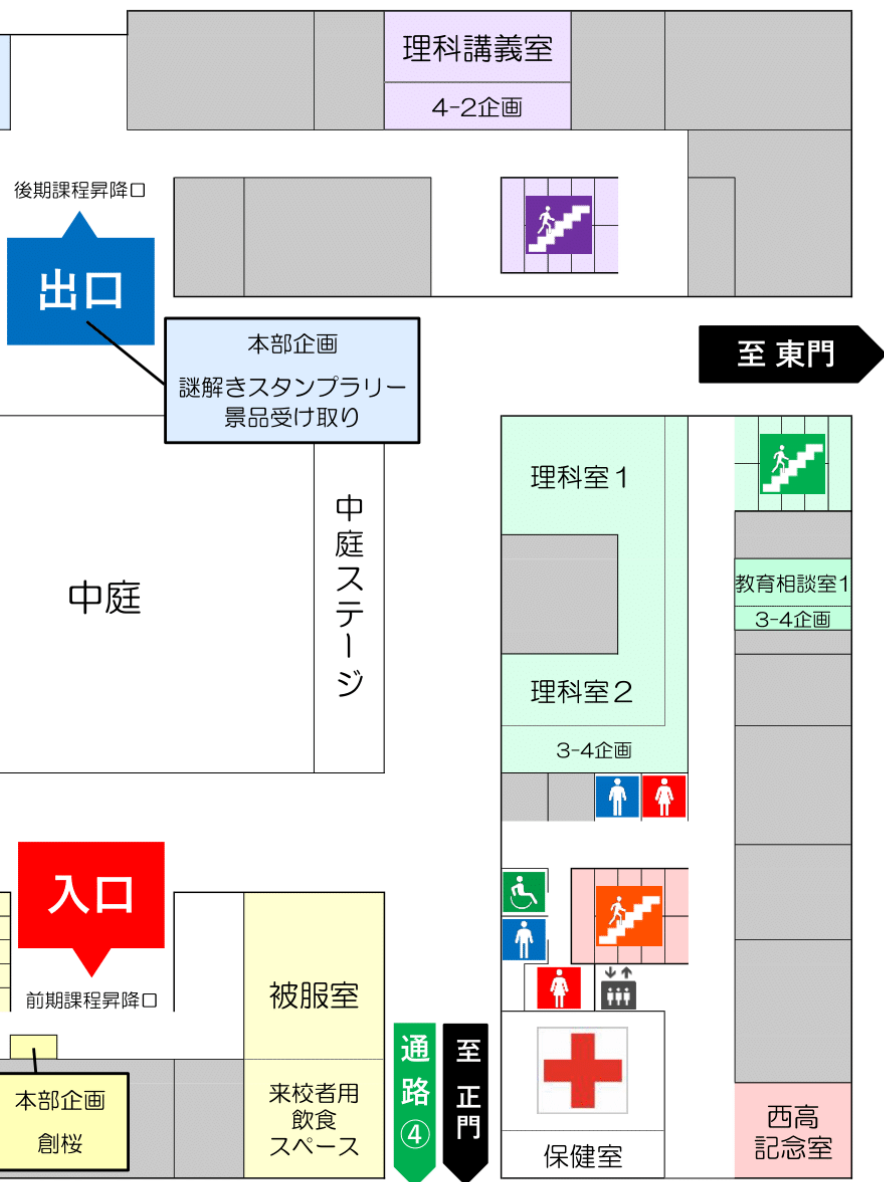 理科講義室
4-2企画
後期課程昇降口
出口
本部企画
謎解きスタンプラリー
景品受け取り
至 東門
理科室1
中庭ステージ
中庭
教育相談室1
3-4企画
理科室2
3-4企画
入口
前期課程昇降口
被服室
本部企画
創桜
来校者用
飲食
スペース
通路④
至 正門
保健室
西高
記念室